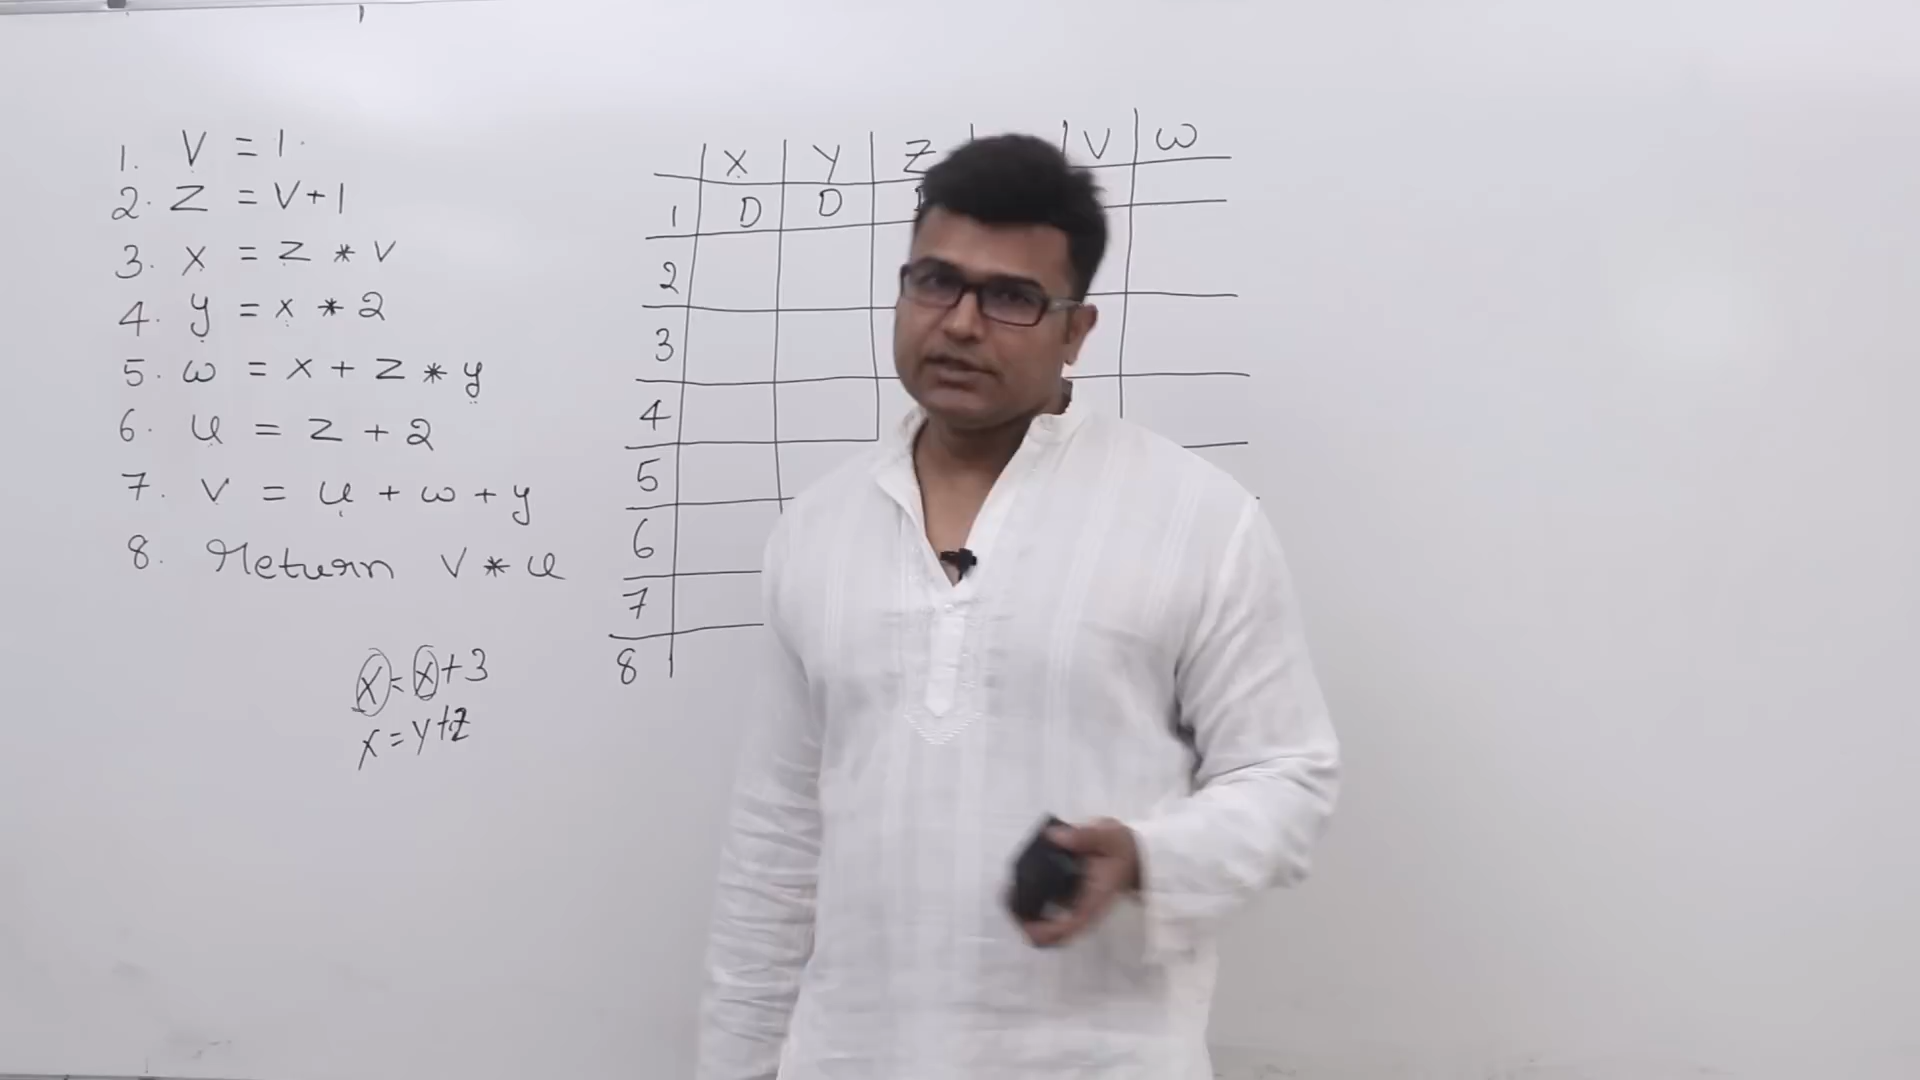 1. V = 1.
2. Z = V + 1
3. X = Z * V
4. y = x * 2
5. w = x + z * y
6. u = z + 2
7. v = u + w + y
8. return v * u
x = x + 3
x = y + z
X Y Z V W
1 D D
2
3
4
5
6
7
8